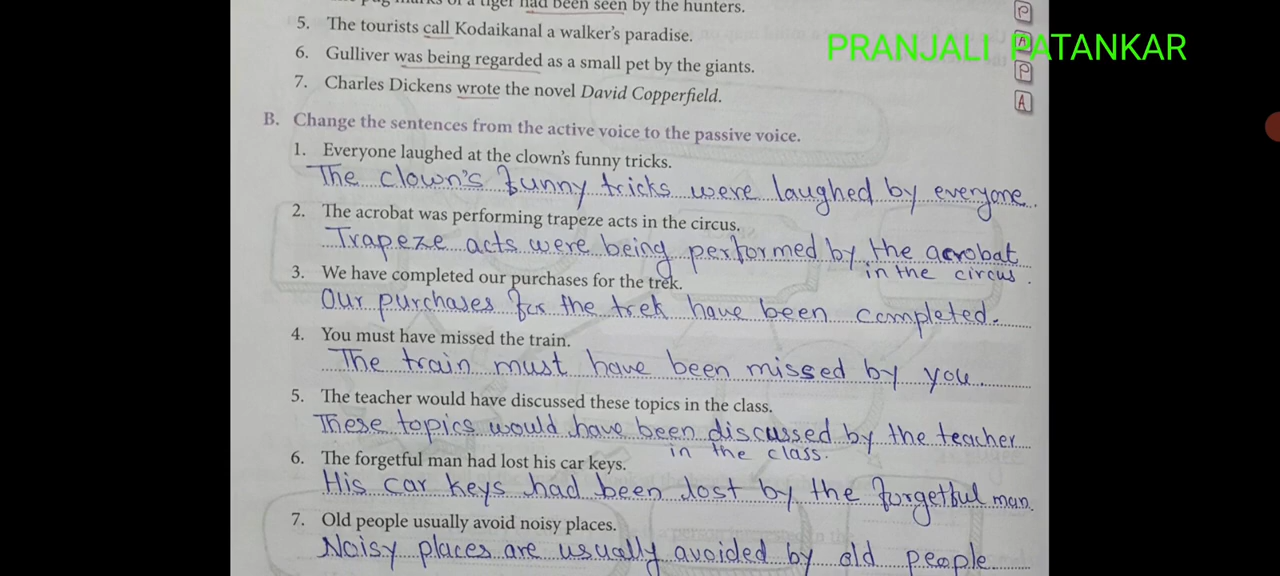 had been seen by the hunters.
5. The tourists call Kodaikanal a walker's paradise.
6. Gulliver was being regarded as a small pet by the giants.
7. Charles Dickens wrote the novel David Copperfield.
P
A
P
A
PRANJALI PATANKAR
B. Change the sentences from the active voice to the passive voice.
1. Everyone laughed at the clown's funny tricks.
The clown's funny tricks were laughed by everyone.
2. The acrobat was performing trapeze acts in the circus.
Trapeze acts were being performed by the acrobat
in the circus.
3. We have completed our purchases for the trek.
Our purchases for the trek have been completed.
4. You must have missed the train.
The train must have been missed by you.
5. The teacher would have discussed these topics in the class.
These topics would have been discussed by the teacher
in the class.
6. The forgetful man had lost his car keys.
His car keys had been lost by the forgetful man.
7. Old people usually avoid noisy places.
Noisy places are usually avoided by old people